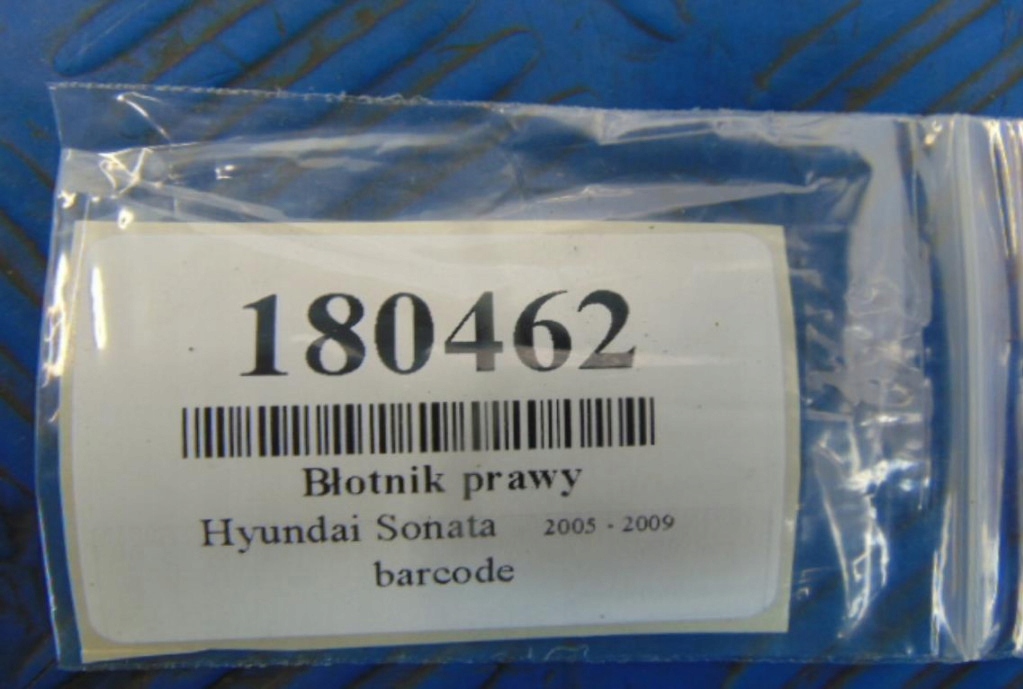 180462
Błotnik prawy
Hyundai Sonata 2005 - 2009
barcode